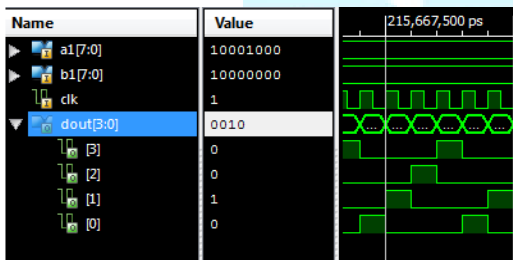 Name Value 215,667,500 ps
a1[7:0] 10001000
b1[7:0] 10000000
clk 1
dout[3:0] 0010 ... ... ... ... ... ...
[3] 0
[2] 0
[1] 1
[0] 0